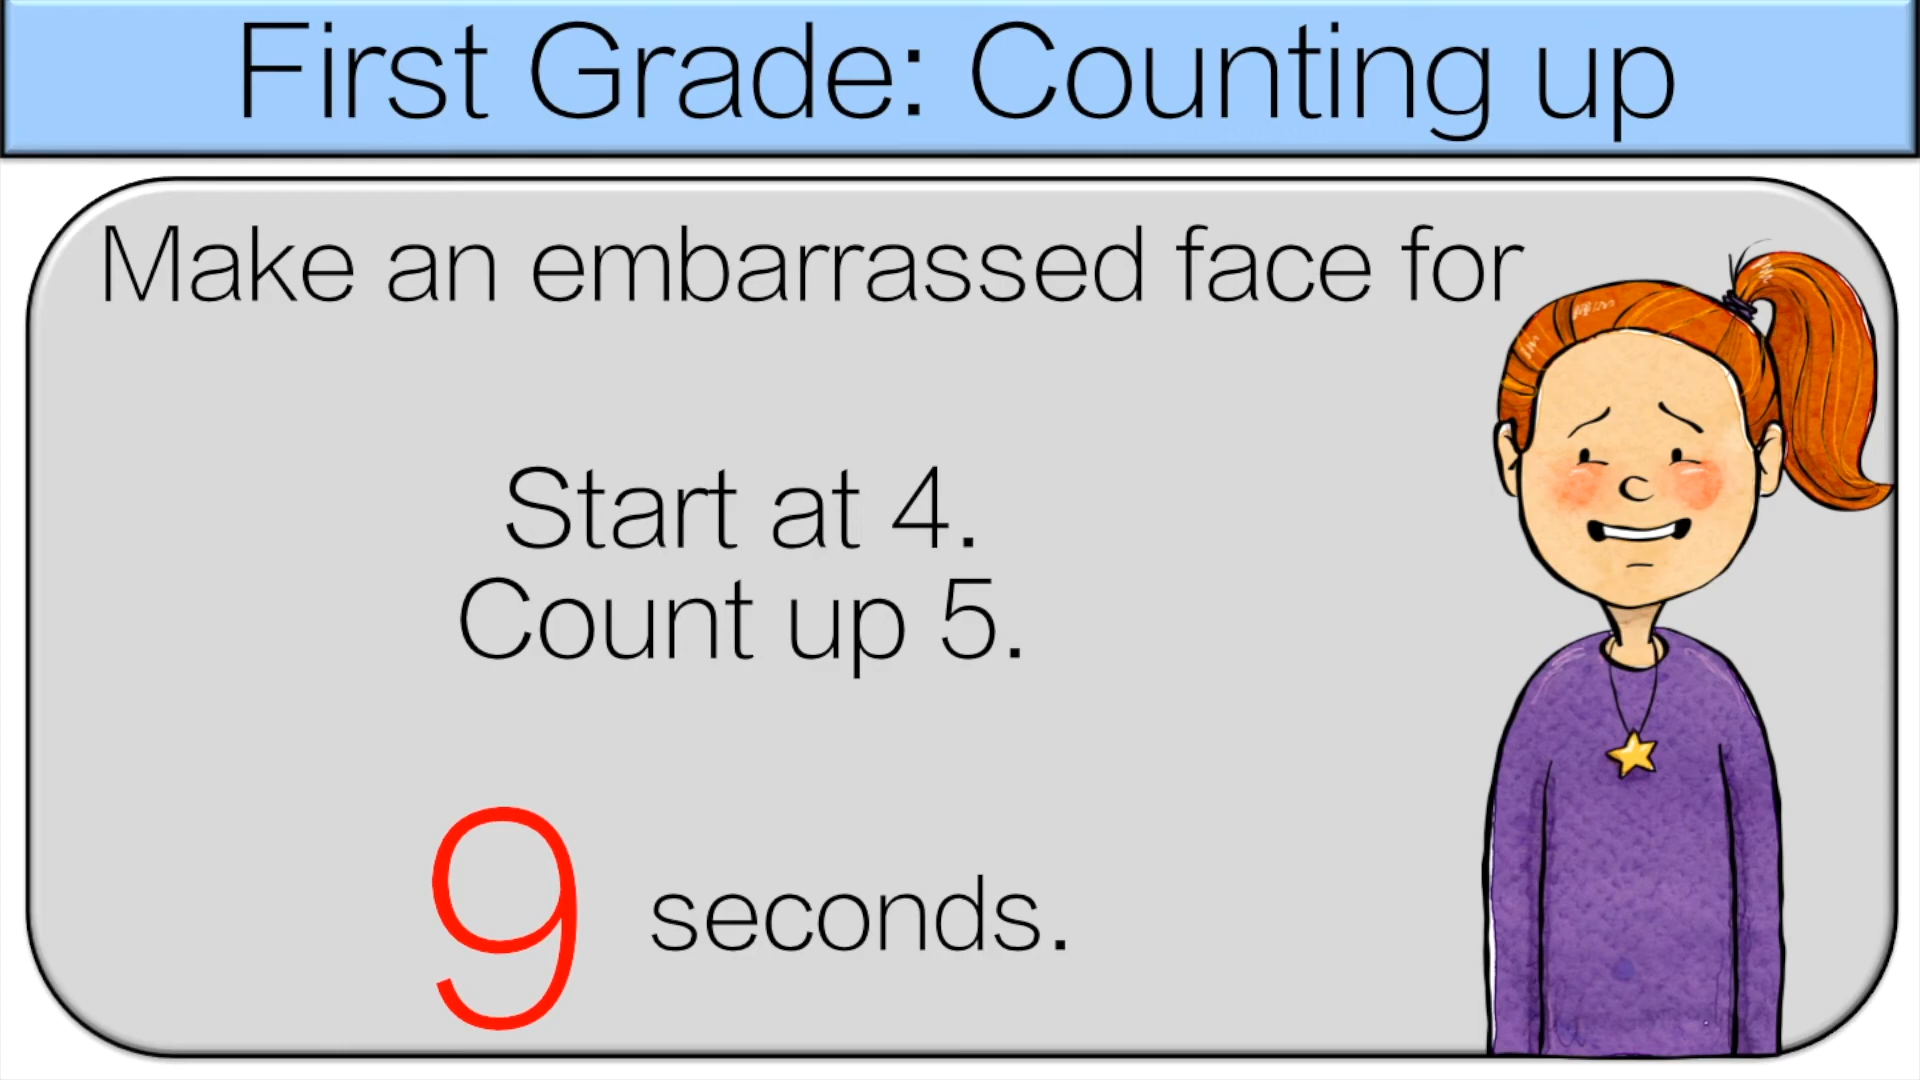 First Grade: Counting up
Make an embarrassed face for
Start at 4.
Count up 5.
9 seconds.